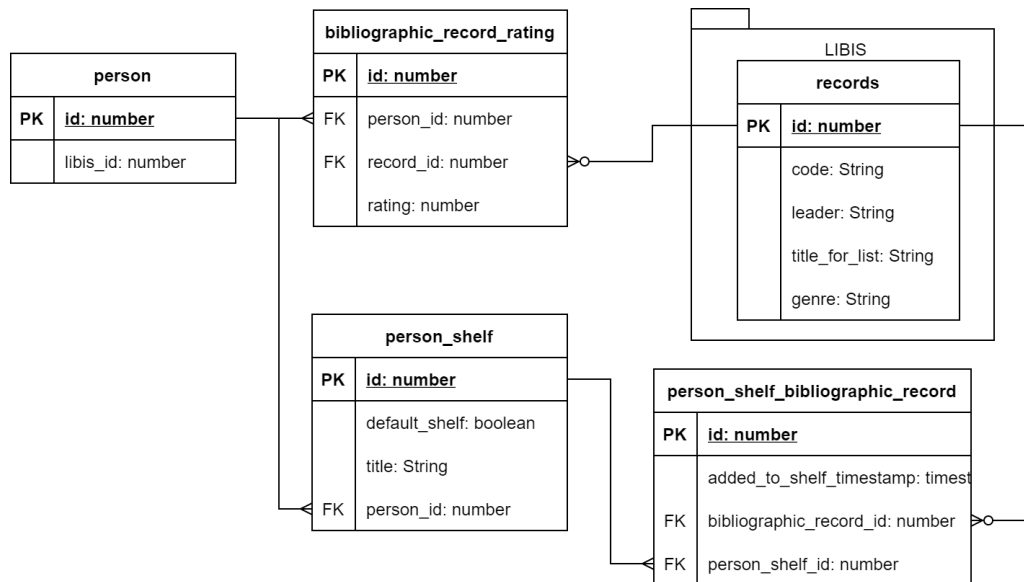 person
PK id: number
libis_id: number
bibliographic_record_rating
PK id: number
FK person_id: number
FK record_id: number
rating: number
LIBIS
records
PK id: number
code: String
leader: String
title_for_list: String
genre: String
person_shelf
PK id: number
default_shelf: boolean
title: String
FK person_id: number
person_shelf_bibliographic_record
PK id: number
added_to_shelf_timestamp: timest
FK bibliographic_record_id: number
FK person_shelf_id: number